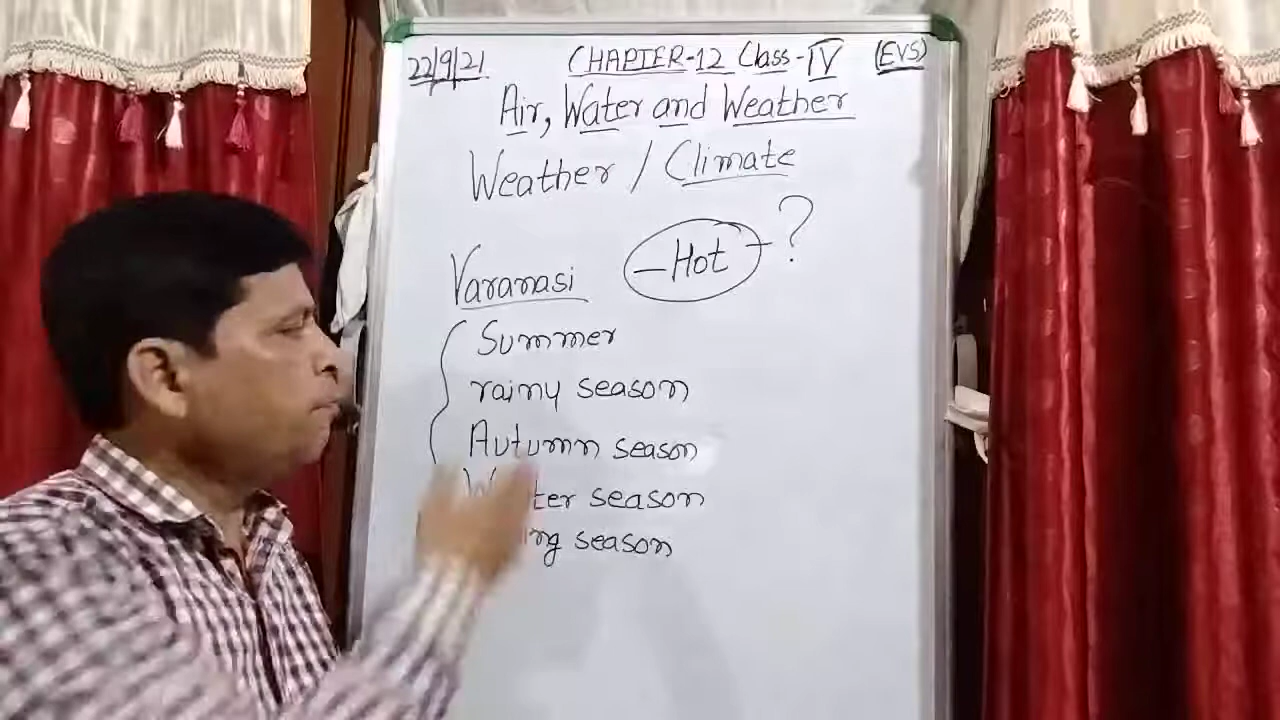 22/9/21 CHAPTER-12 Class-IV (EVS)
Air, Water and Weather
Weather / Climate
Varanasi -Hot - ?
Summer
rainy season
Autumn season
season
season